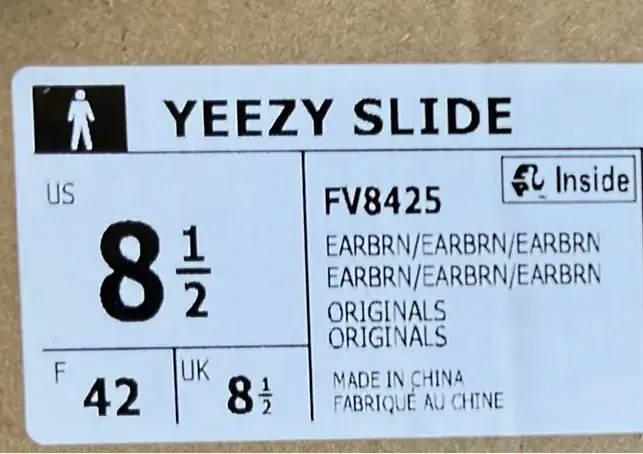 YEEZY SLIDE
US
8 1/2
FV8425
Inside
EARBRN/EARBRN/EARBRN
EARBRN/EARBRN/EARBRN
ORIGINALS
ORIGINALS
F
42
UK
8 1/2
MADE IN CHINA
FABRIQUÉ AU CHINE